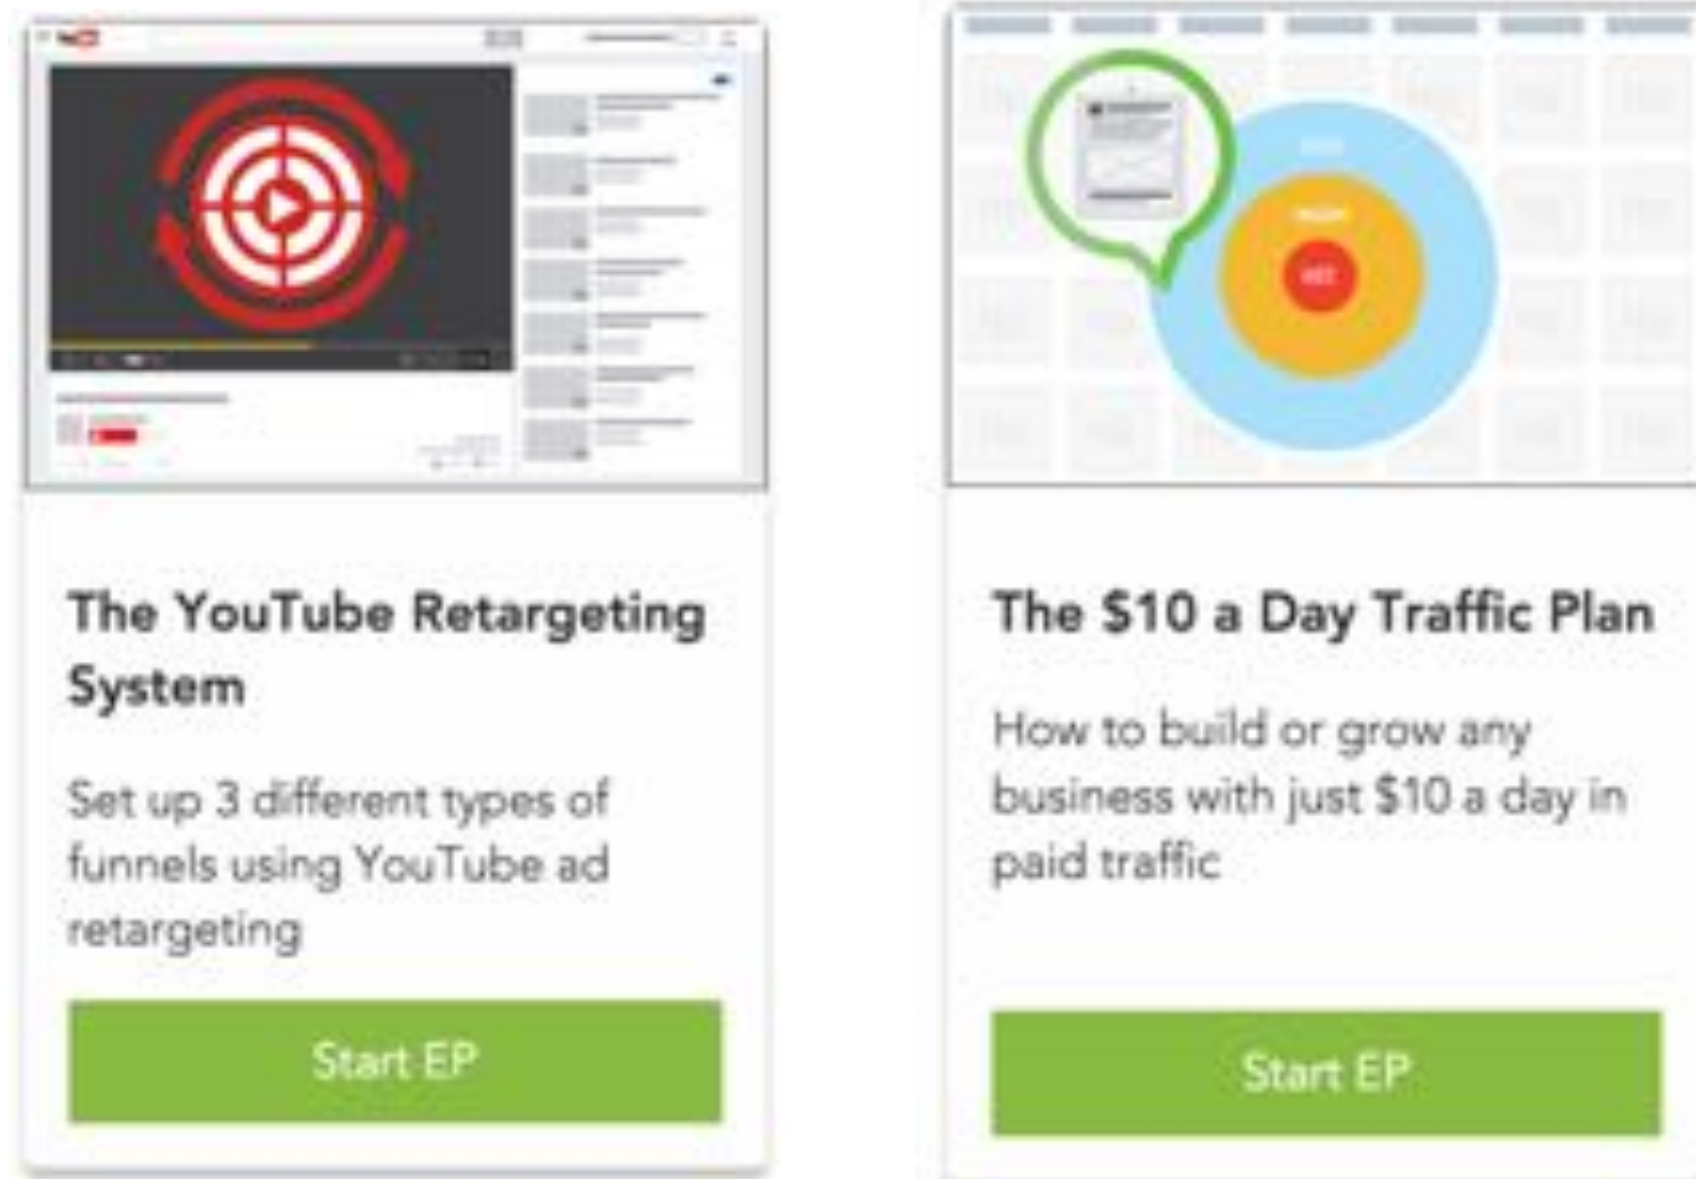 The YouTube Retargeting
System
Set up 3 different types of
funnels using YouTube ad
retargeting
Start EP
HOT
The $10 a Day Traffic Plan
How to build or grow any
business with just $10 a day in
paid traffic
Start EP